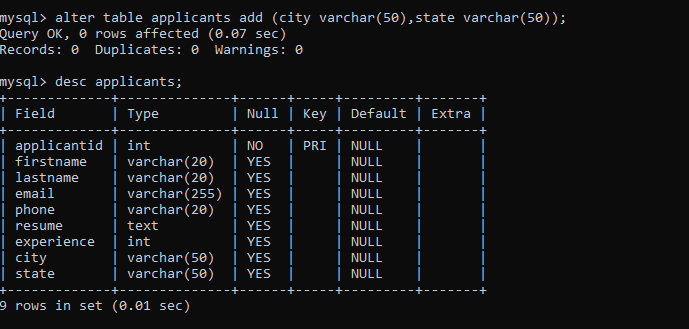 mysql> alter table applicants add (city varchar(50),state varchar(50));
Query OK, 0 rows affected (0.07 sec)
Records: 0  Duplicates: 0  Warnings: 0

mysql> desc applicants;
+-------------+--------------+------+-----+---------+-------+
| Field       | Type         | Null | Key | Default | Extra |
+-------------+--------------+------+-----+---------+-------+
| applicantid | int          | NO   | PRI | NULL    |       |
| firstname   | varchar(20)  | YES  |     | NULL    |       |
| lastname    | varchar(20)  | YES  |     | NULL    |       |
| email       | varchar(255) | YES  |     | NULL    |       |
| phone       | varchar(20)  | YES  |     | NULL    |       |
| resume      | text         | YES  |     | NULL    |       |
| experience  | int          | YES  |     | NULL    |       |
| city        | varchar(50)  | YES  |     | NULL    |       |
| state       | varchar(50)  | YES  |     | NULL    |       |
+-------------+--------------+------+-----+---------+-------+
9 rows in set (0.01 sec)